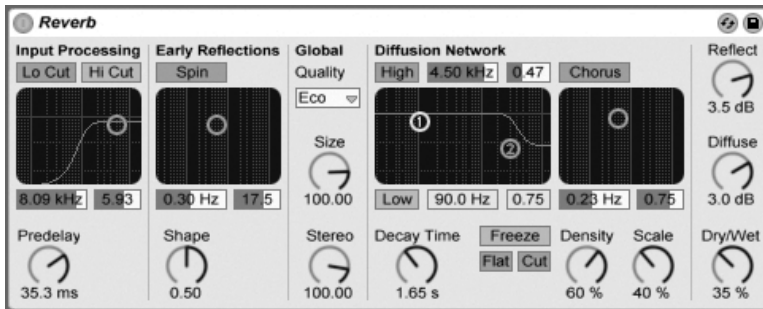 Reverb
Input Processing
Lo Cut Hi Cut
8.09 kHz 5.93
Predelay
35.3 ms
Early Reflections
Spin
0.30 Hz 17.5
Shape
0.50
Global
Quality
Eco
Size
100.00
Stereo
100.00
Diffusion Network
High 4.50 kHz 0.47 Chorus
1
2
Low 90.0 Hz 0.75 0.23 Hz 0.75
Decay Time
1.65 s
Freeze
Flat Cut
Density
60 %
Scale
40 %
Reflect
3.5 dB
Diffuse
3.0 dB
Dry/Wet
35 %